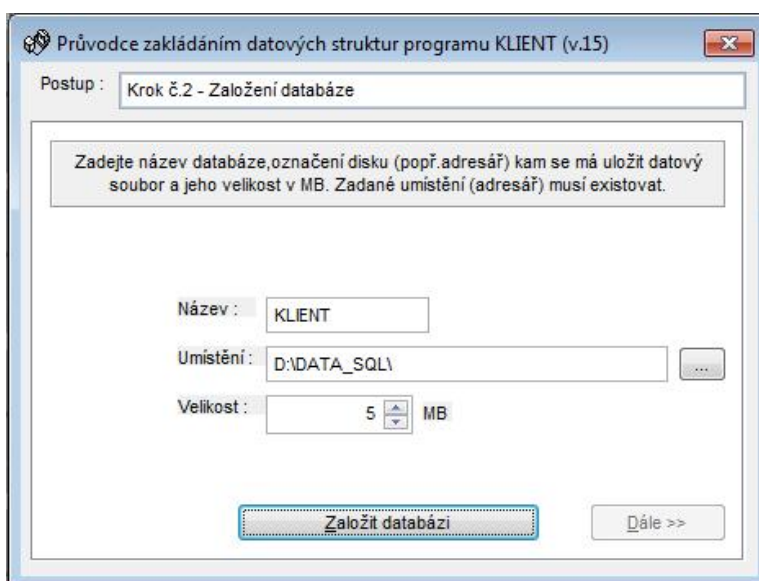 Průvodce zakládáním datových struktur programu KLIENT (v.15)
Postup : Krok č.2 - Založení databáze
Zadejte název databáze,označení disku (popř.adresář) kam se má uložit datový
soubor a jeho velikost v MB. Zadané umístění (adresář) musí existovat.
Název : KLIENT
Umístění : D:\DATA_SQL\ ...
Velikost : 5 MB
Založit databázi Dále >>